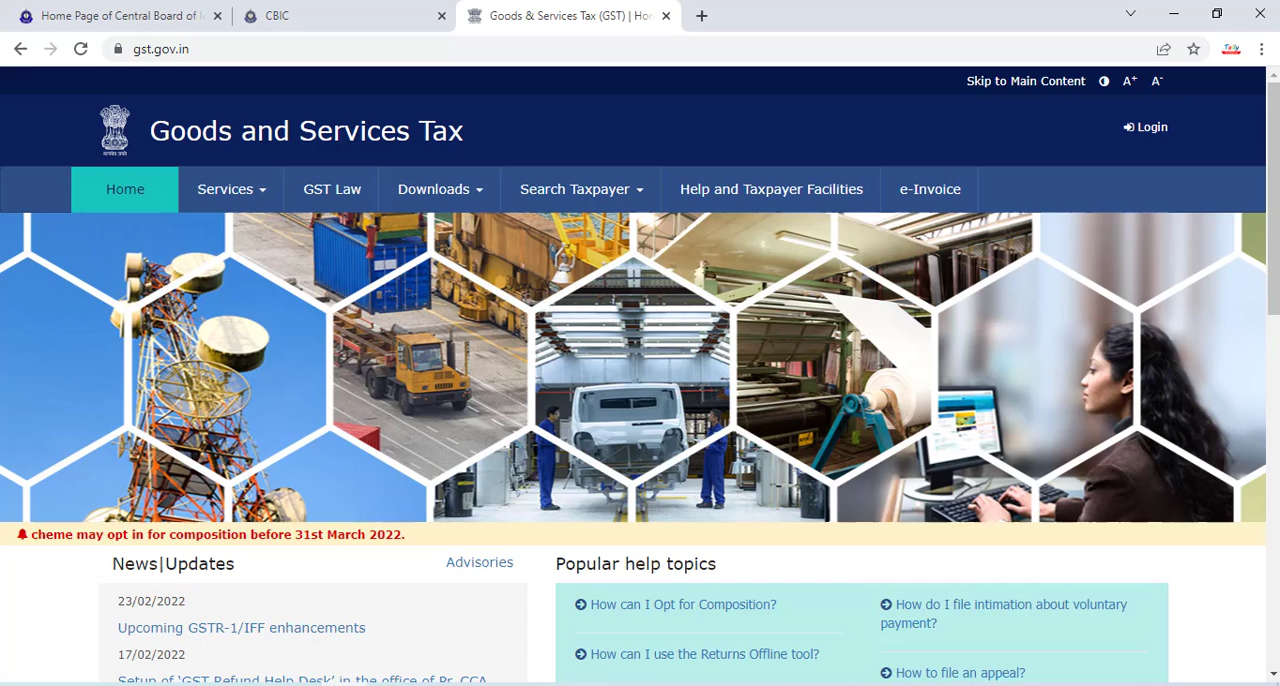 Home Page of Central Board of
CBIC
Goods & Services Tax (GST) | Hom
gst.gov.in
Tally
Skip to Main Content A+ A-
Goods and Services Tax
Login
Home Services GST Law Downloads Search Taxpayer Help and Taxpayer Facilities e-Invoice
cheme may opt in for composition before 31st March 2022.
News|Updates Advisories
23/02/2022
Upcoming GSTR-1/IFF enhancements
17/02/2022
Setup of ‘GST Refund Help Desk’ in the office of Pr. CCA,
Popular help topics
How can I Opt for Composition?
How can I use the Returns Offline tool?
How do I file intimation about voluntary
payment?
How to file an appeal?